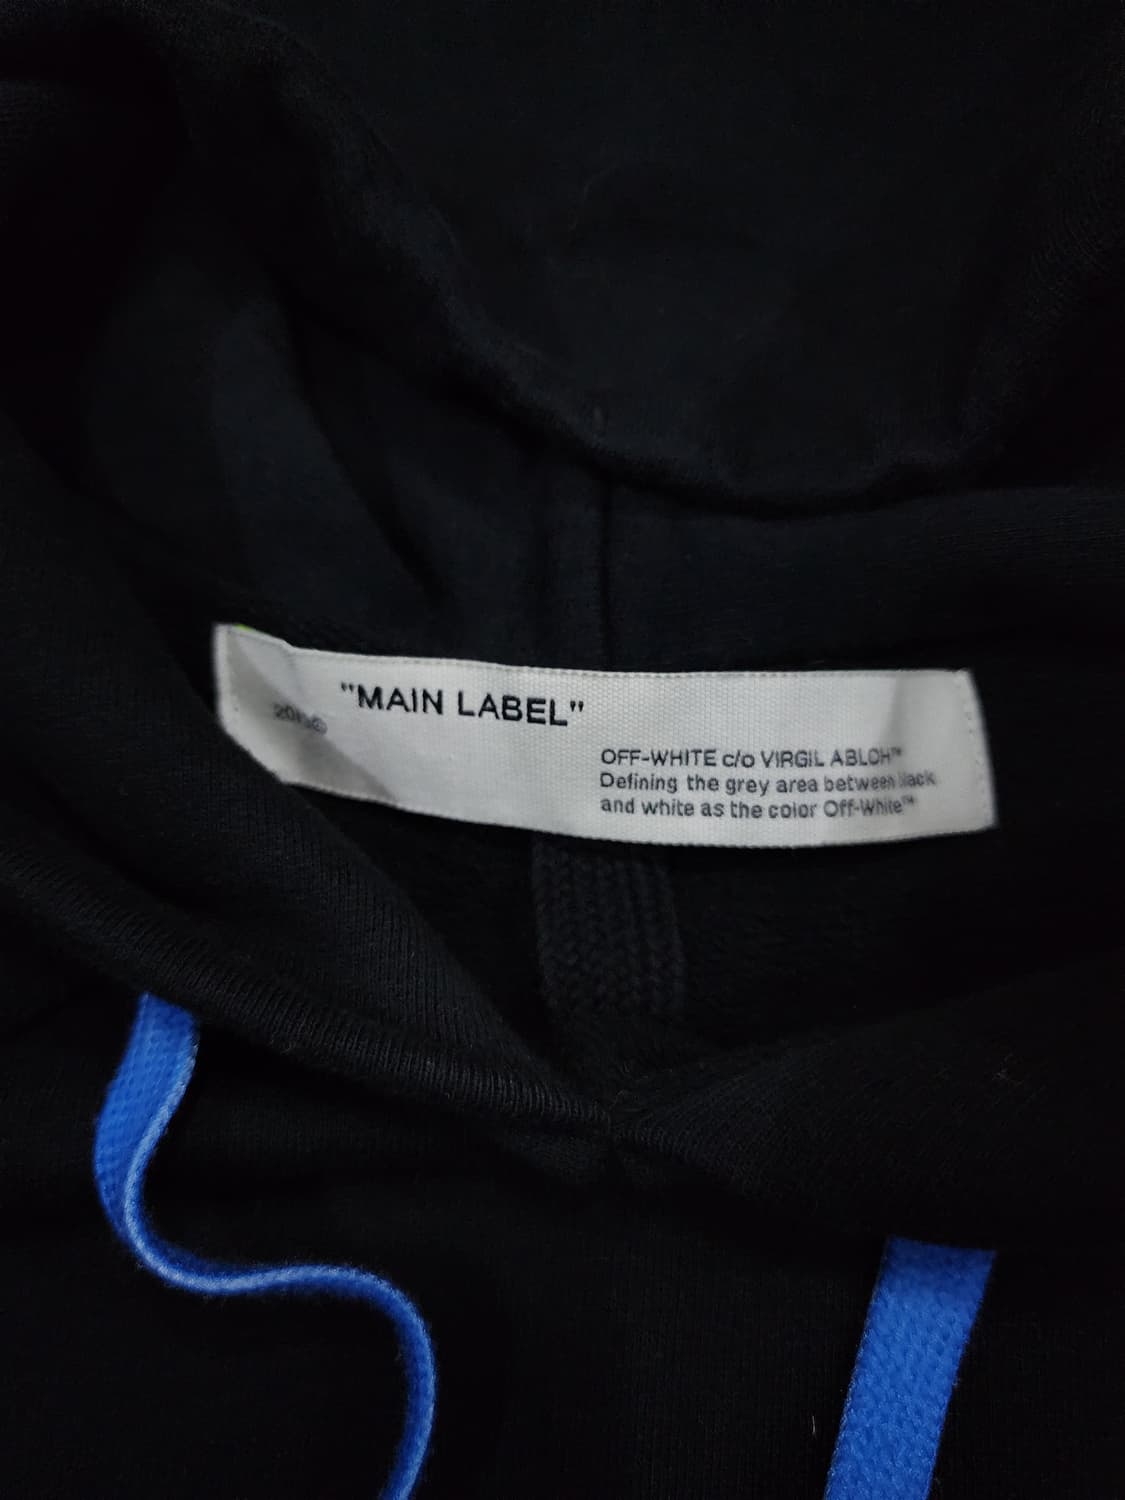 "MAIN LABEL"
OFF-WHITE c/o VIRGIL ABLOH™
Defining the grey area between black
and white as the color Off-White™